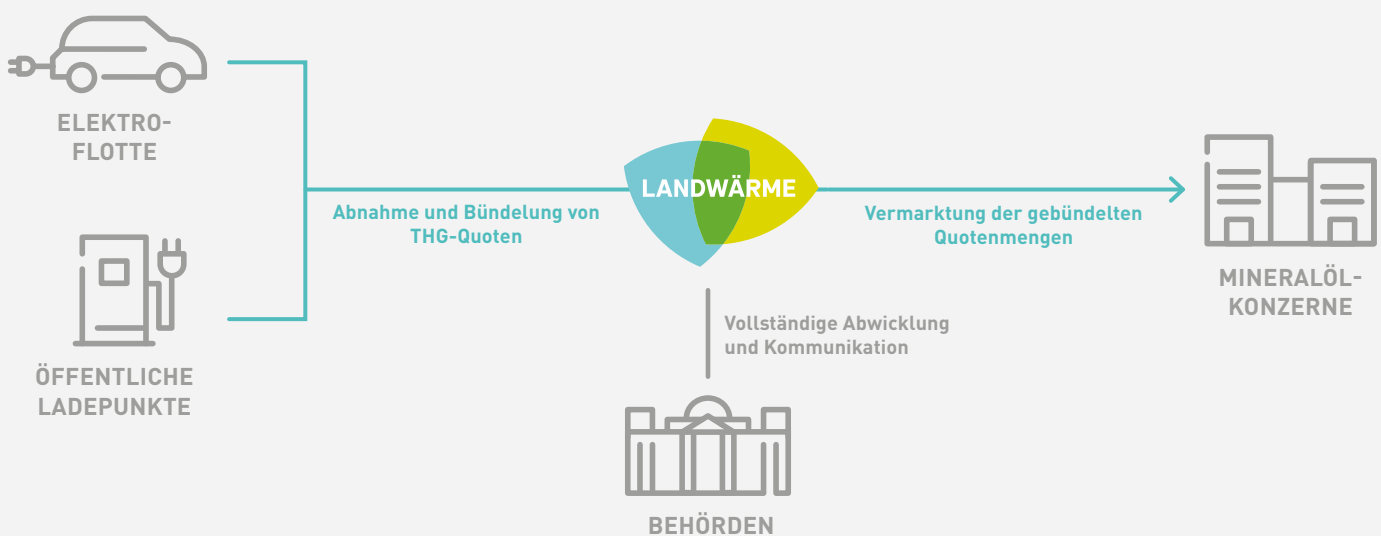 ELEKTRO-
FLOTTE
ÖFFENTLICHE
LADEPUNKTE
Abnahme und Bündelung von
THG-Quoten
LANDWÄRME
Vollständige Abwicklung
und Kommunikation
BEHÖRDEN
Vermarktung der gebündelten
Quotenmengen
MINERALÖL-
KONZERNE